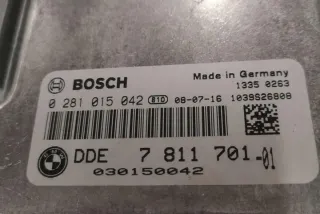 BOSCH
Made in Germany
1335 0263
0 281 015 042 810 08-07-16 1039S26808
BMW
DDE 7 811 701-01
030150042